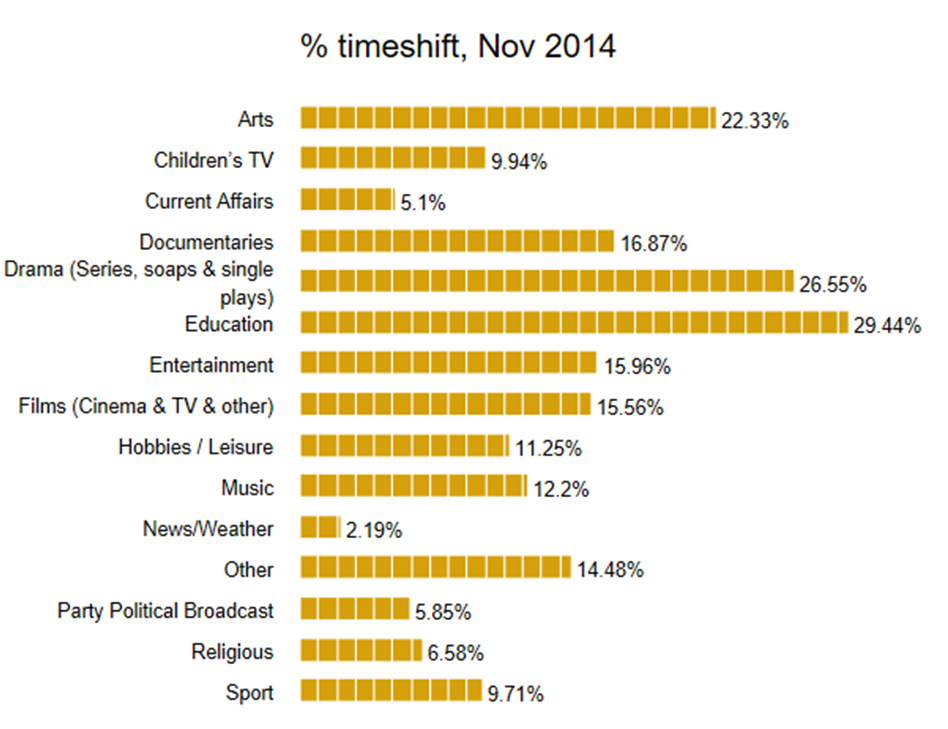 % timeshift, Nov 2014
Arts 22.33%
Children's TV 9.94%
Current Affairs 5.1%
Documentaries 16.87%
Drama (Series, soaps & single
plays) 26.55%
Education 29.44%
Entertainment 15.96%
Films (Cinema & TV & other) 15.56%
Hobbies / Leisure 11.25%
Music 12.2%
News/Weather 2.19%
Other 14.48%
Party Political Broadcast 5.85%
Religious 6.58%
Sport 9.71%